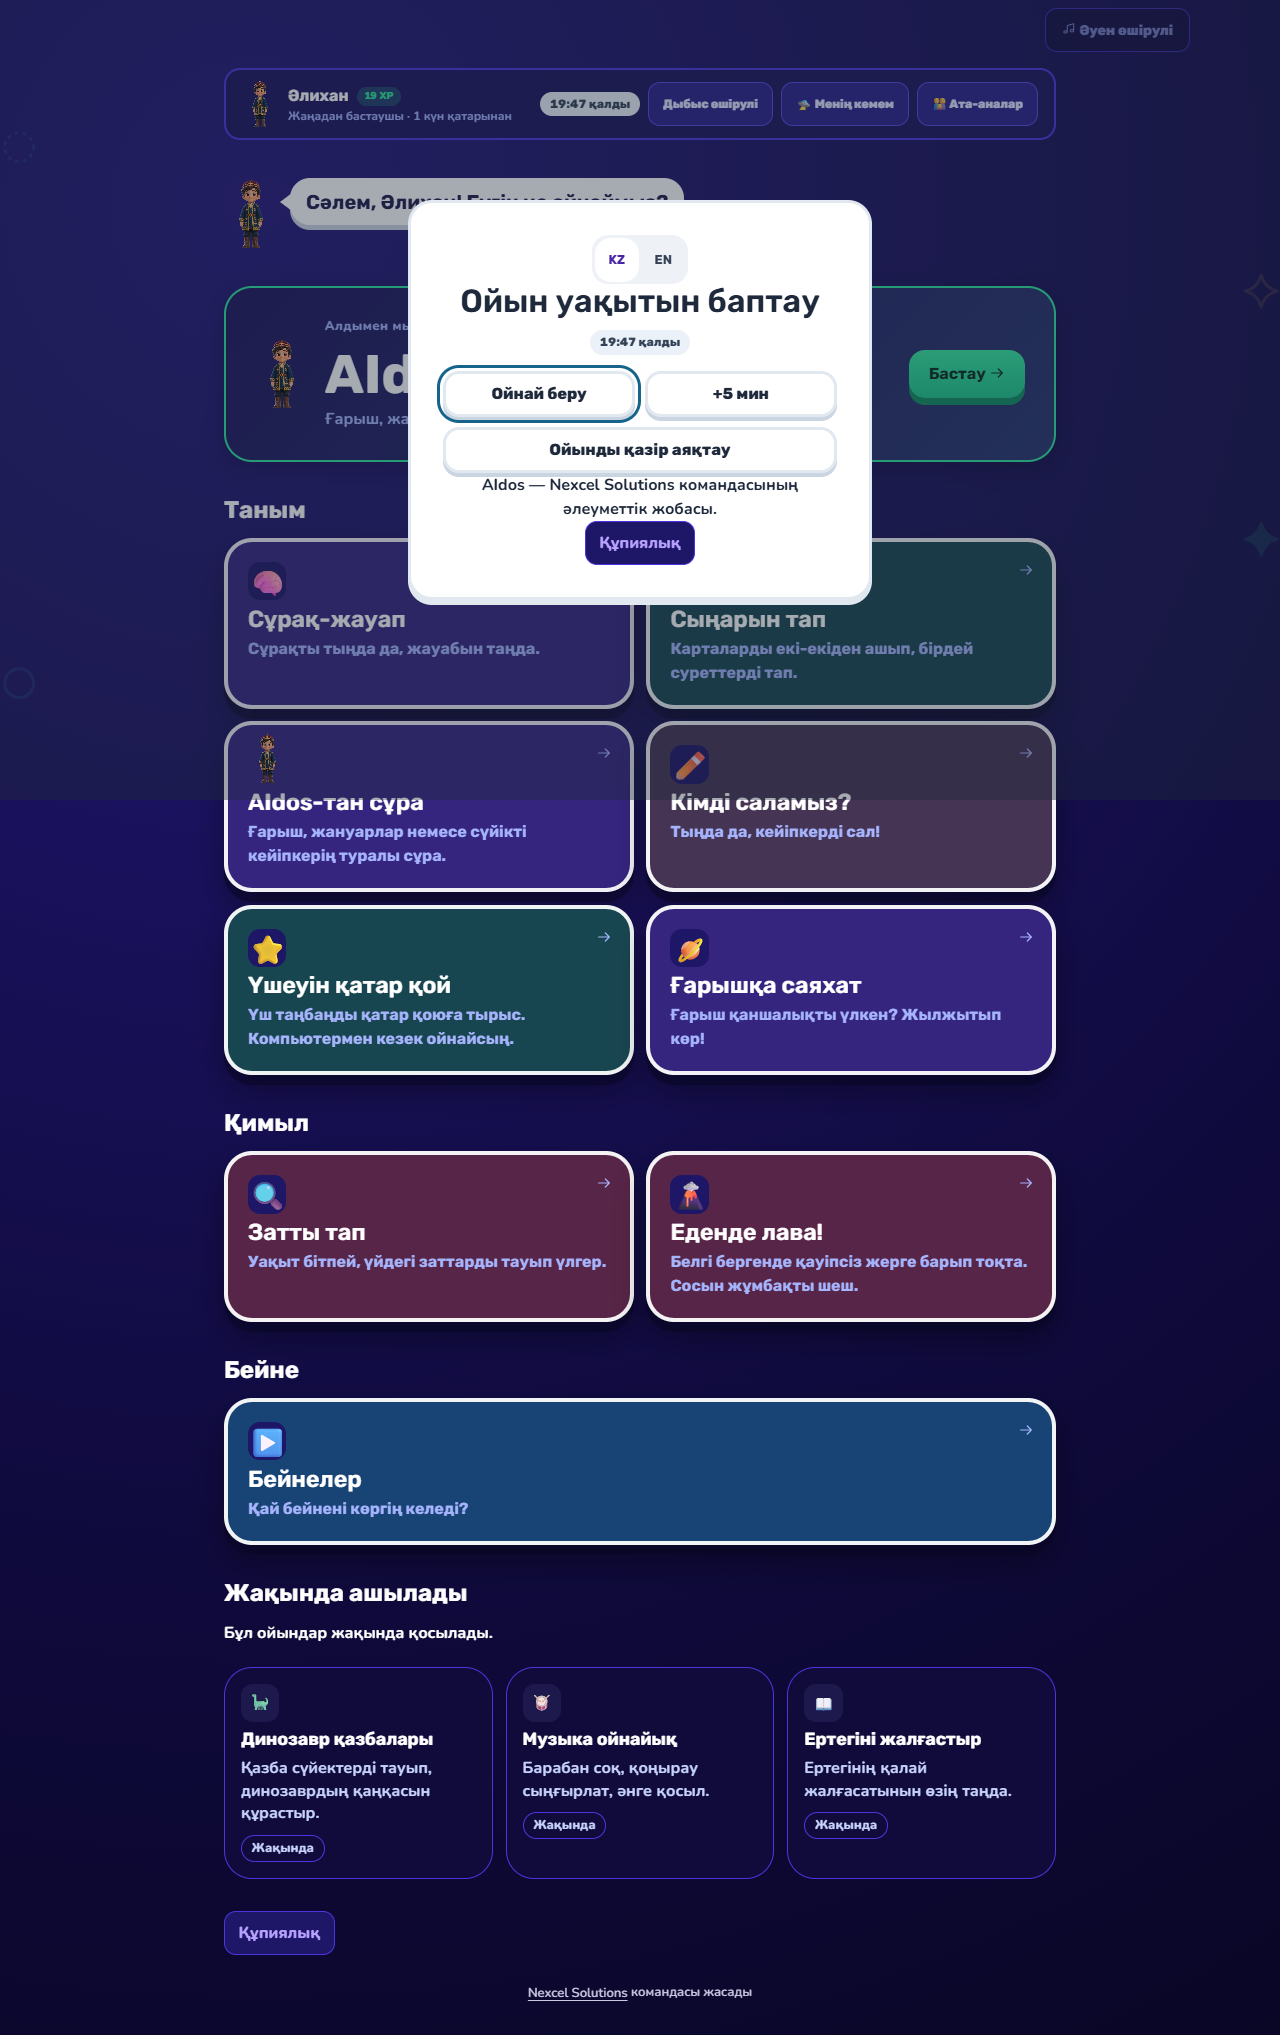 Әуен өшірулі
Әлихан 19 XP
Жаңадан бастаушы · 1 күн қатарынан
19:47 қалды
Дыбыс өшірулі
Менің кемем
Ата-аналар
Сәлем,
KZ EN
Ойын уақытын баптау
19:47 қалды
Ойнай беру
+5 мин
Ойынды қазір аяқтау
AIdos — Nexcel Solutions командасының
әлеуметтік жобасы.
Құпиялық
Алдымен
Бастау →
Ғарыш,
Таным
Сұрақ-жауап
Сұрақты тыңда да, жауабын таңда.
Сыңарын тап
Карталарды екі-екіден ашып, бірдей
суреттерді тап.
AIdos-тан сұра
Ғарыш, жануарлар немесе сүйікті
кейіпкерің туралы сұра.
Кімді саламыз?
Тыңда да, кейіпкерді сал!
Үшеуін қатар қой
Үш таңбаңды қатар қоюға тырыс.
Компьютермен кезек ойнайсың.
Ғарышқа саяхат
Ғарыш қаншалықты үлкен? Жылжытып
көр!
Қимыл
Затты тап
Уақыт бітпей, үйдегі заттарды тауып үлгер.
Еденде лава!
Белгі бергенде қауіпсіз жерге барып тоқта.
Сосын жұмбақты шеш.
Бейне
Бейнелер
Қай бейнені көргің келеді?
Жақында ашылады
Бұл ойындар жақында қосылады.
Динозавр қазбалары
Қазба сүйектерді тауып,
динозаврдың қаңқасын
құрастыр.
Жақында
Музыка ойнайық
Барабан соқ, қоңырау
сыңғырлат, әнге қосыл.
Жақында
Ертегіні жалғастыр
Ертегінің қалай
жалғасатынын өзің таңда.
Жақында
Құпиялық
Nexcel Solutions командасы жасады